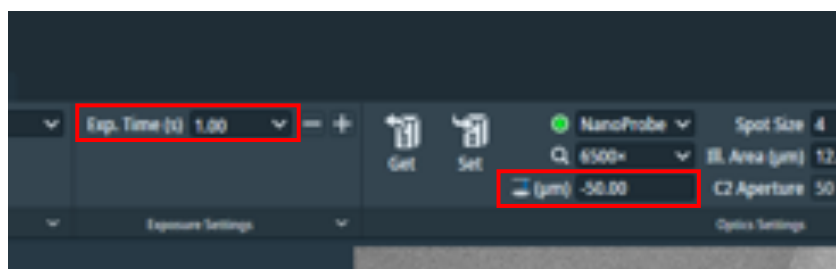 Exp. Time (s) 1.00
Get
Set
NanoProbe
6500×
(μm) -50.00
Spot Size 4
Ill. Area (μm) 12.
C2 Aperture 50
Exposure Settings
Optics Settings